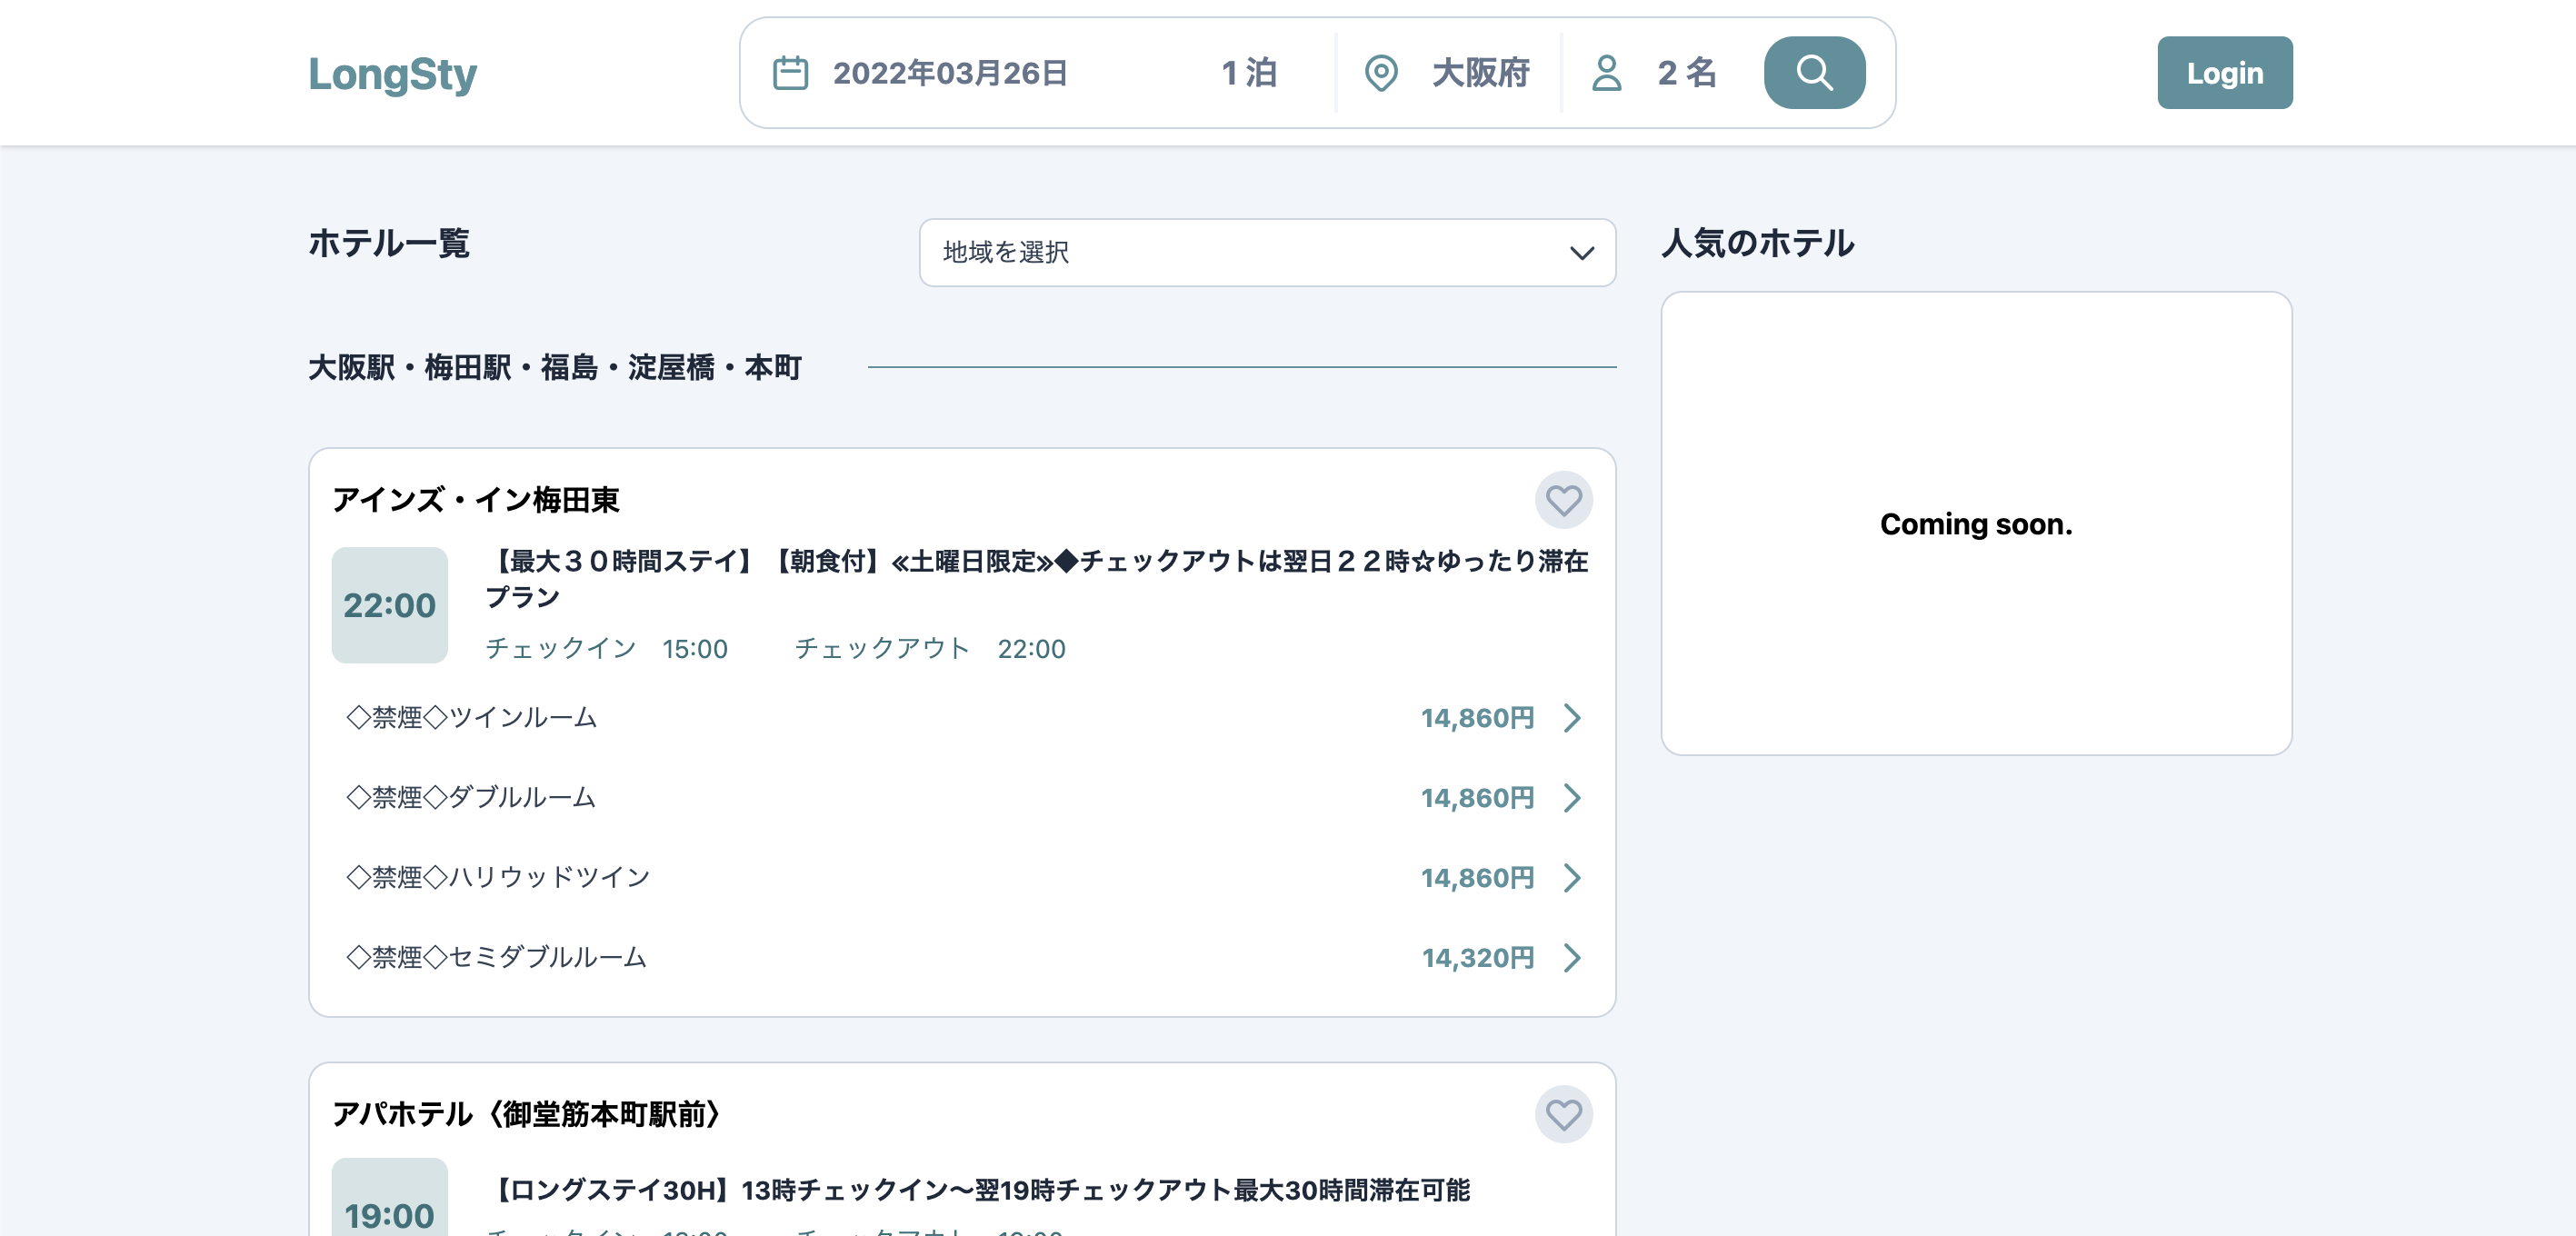 LongSty
2022年03月26日
1 泊
大阪府
2 名
Login
ホテル一覧
地域を選択
人気のホテル
大阪駅・梅田駅・福島・淀屋橋・本町
アインズ・イン梅田東
22:00
【最大３０時間ステイ】【朝食付】≪土曜日限定≫◆チェックアウトは翌日２２時☆ゆったり滞在
プラン
チェックイン 15:00 チェックアウト 22:00
◇禁煙◇ツインルーム 14,860円
◇禁煙◇ダブルルーム 14,860円
◇禁煙◇ハリウッドツイン 14,860円
◇禁煙◇セミダブルルーム 14,320円
Coming soon.
アパホテル〈御堂筋本町駅前〉
19:00
【ロングステイ30H】13時チェックイン〜翌19時チェックアウト最大30時間滞在可能